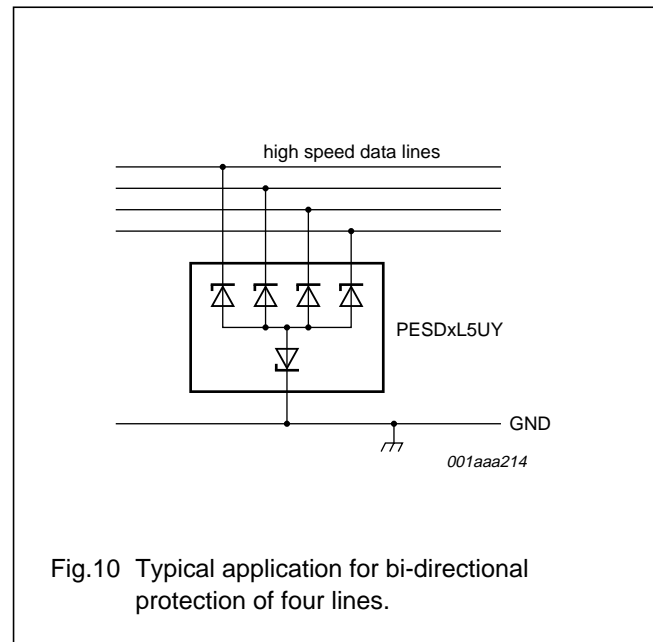 high speed data lines
PESDxL5UY
GND
001aaa214
Fig.10 Typical application for bi-directional
protection of four lines.